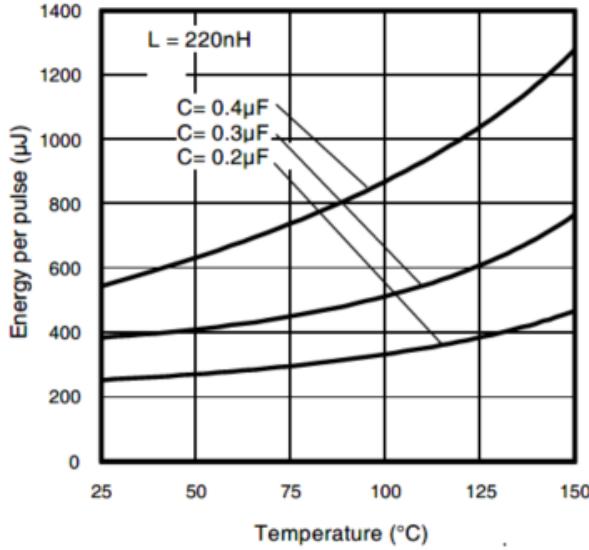 1400
L = 220nH
1200
C= 0.4µF
1000
C= 0.3µF
C= 0.2µF
800
600
400
200
0
Energy per pulse (µJ)
25 50 75 100 125 150
Temperature (°C)